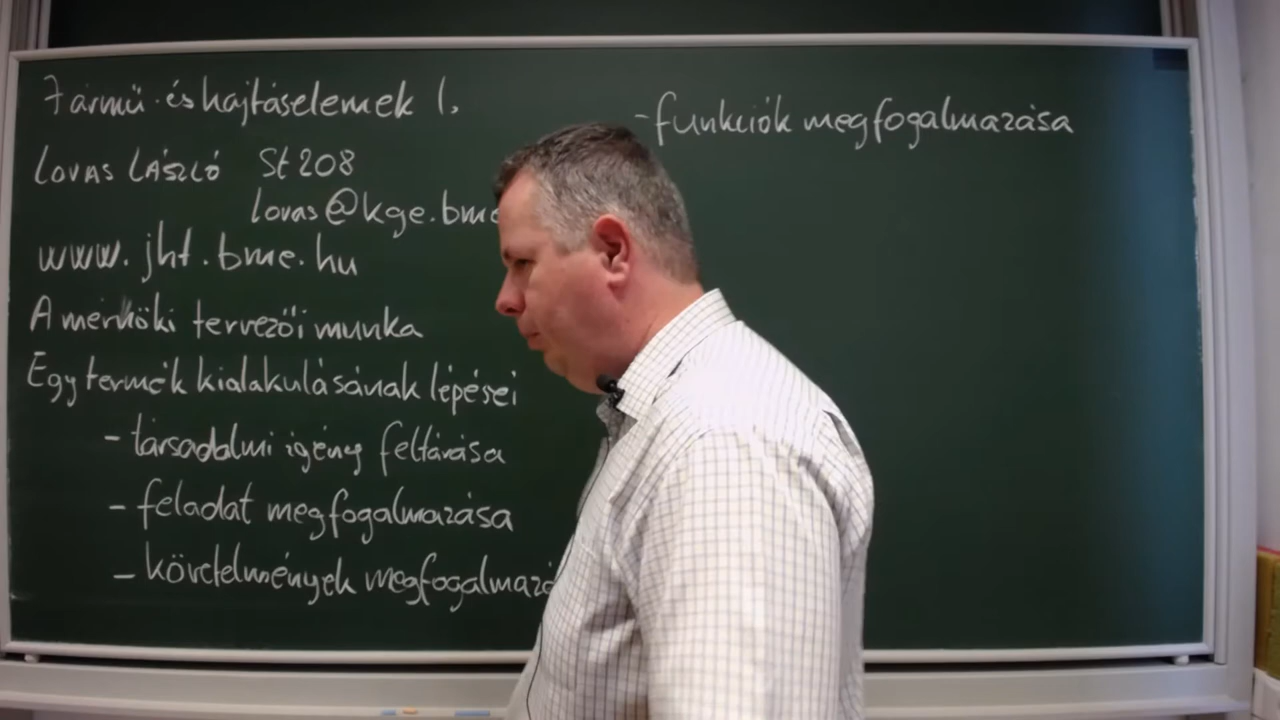 Jármű- és hajtáselemek I.
Lovas László St 208
lovas@kge.bme
www.jht.bme.hu
A mérnöki tervezői munka
Egy termék kialakulásának lépései
- társadalmi igény feltárása
- feladat megfogalmazása
- követelmények megfogalmazá
- funkciók megfogalmazása